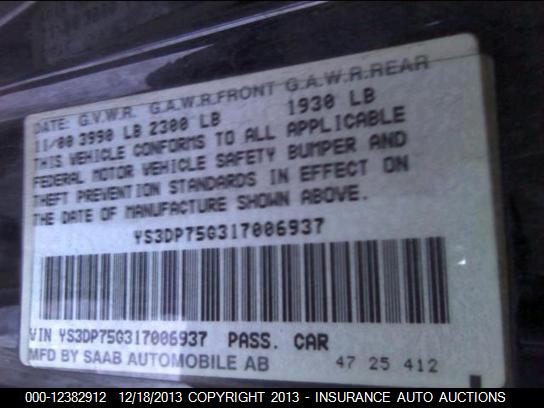 DATE: G.V.W.R. G.A.W.R.FRONT G.A.W.R.REAR
11/00 3990 LB 2300 LB 1930 LB
THIS VEHICLE CONFORMS TO ALL APPLICABLE
FEDERAL MOTOR VEHICLE SAFETY BUMPER AND
THEFT PREVENTION STANDARDS IN EFFECT ON
THE DATE OF MANUFACTURE SHOWN ABOVE.
YS3DP75G317006937
VIN YS3DP75G317006937 PASS. CAR
MFD BY SAAB AUTOMOBILE AB 47 25 412
000-12382912 12/18/2013 COPYRIGHT 2013 - INSURANCE AUTO AUCTIONS